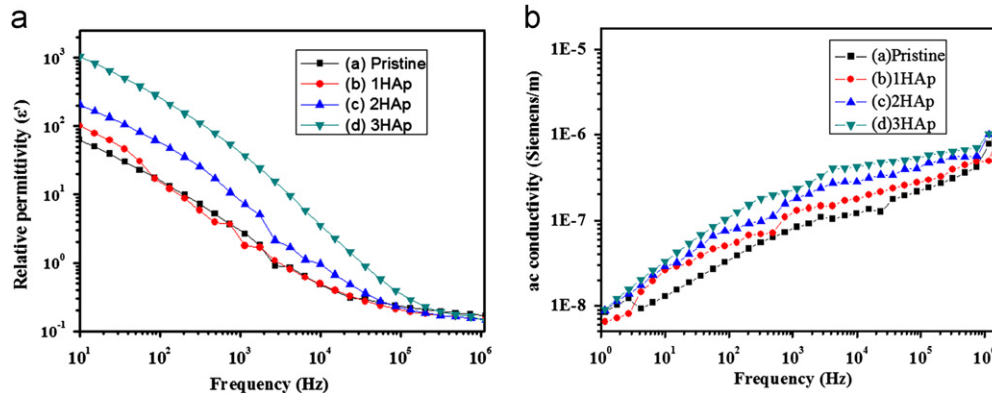 a
10³
10²
10¹
10⁰
10⁻¹
Relative permittivity (ε')
(a) Pristine
(b) 1HAp
(c) 2HAp
(d) 3HAp
10¹ 10² 10³ 10⁴ 10⁵ 10⁶
Frequency (Hz)
b
1E-5
1E-6
1E-7
1E-8
ac conductivity (Siemens/m)
(a)Pristine
(b)1HAp
(c)2HAp
(d)3HAp
10⁰ 10¹ 10² 10³ 10⁴ 10⁵ 10⁶
Frequency (Hz)